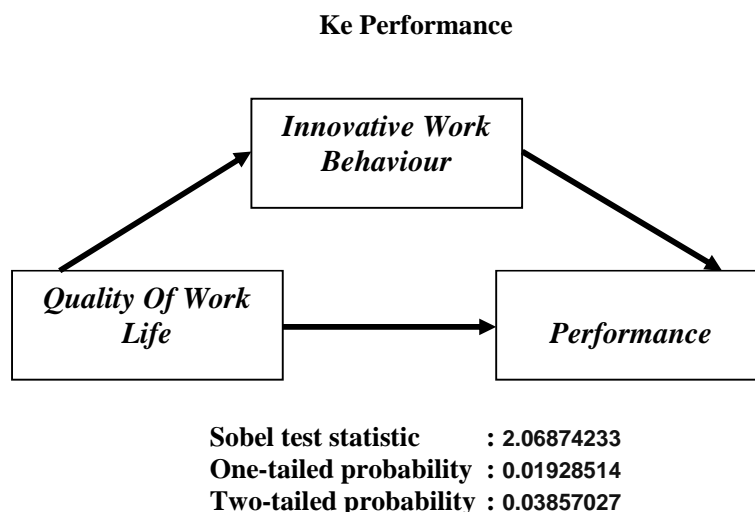 Ke Performance
Innovative Work
Behaviour
Quality Of Work
Life
Performance
Sobel test statistic : 2.06874233
One-tailed probability : 0.01928514
Two-tailed probability : 0.03857027